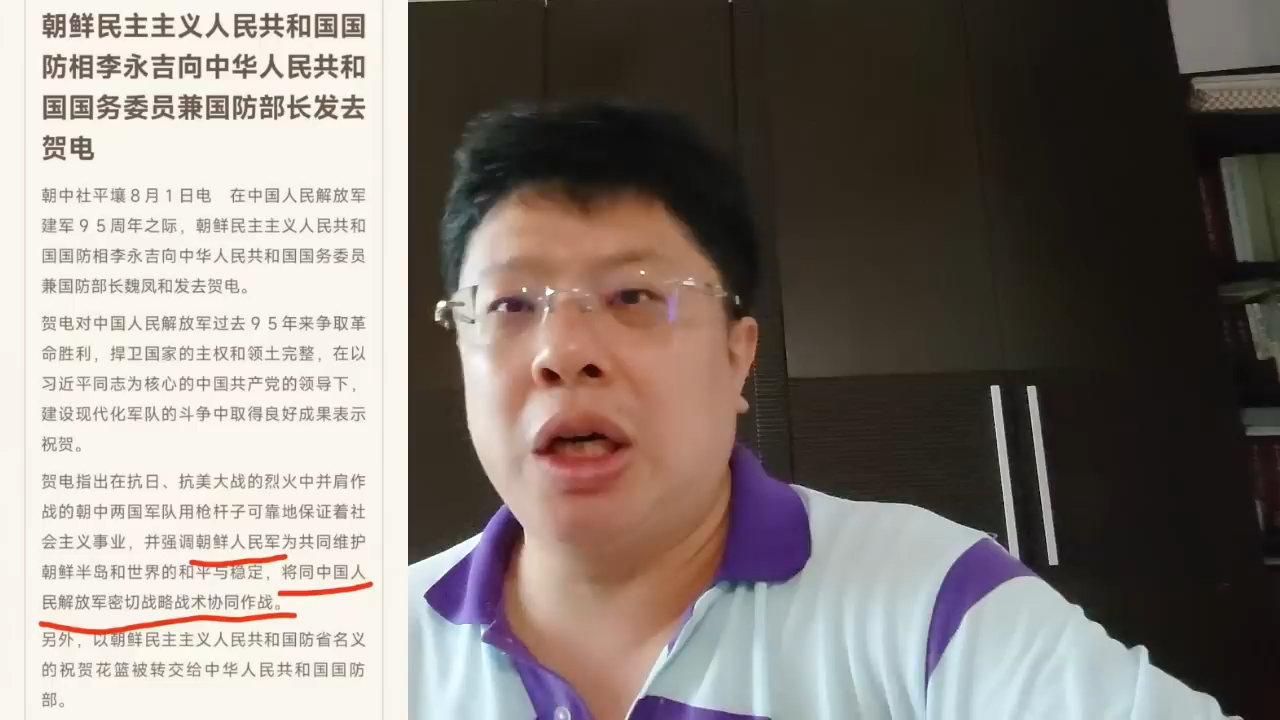 朝鲜民主主义人民共和国国
防相李永吉向中华人民共和
国国务委员兼国防部长发去
贺电
朝中社平壤8月1日电　在中国人民解放军
建军95周年之际，朝鲜民主主义人民共和
国国防相李永吉向中华人民共和国国务委员
兼国防部长魏凤和发去贺电。
贺电对中国人民解放军过去95年来争取革
命胜利，捍卫国家的主权和领土完整，在以
习近平同志为核心的中国共产党的领导下，
建设现代化军队的斗争中取得良好成果表示
祝贺。
贺电指出在抗日、抗美大战的烈火中并肩作
战的朝中两国军队用枪杆子可靠地保证着社
会主义事业，并强调朝鲜人民军为共同维护
朝鲜半岛和世界的和平与稳定，将同中国人
民解放军密切战略战术协同作战。
另外，以朝鲜民主主义人民共和国防省名义
的祝贺花篮被转交给中华人民共和国国防
部。